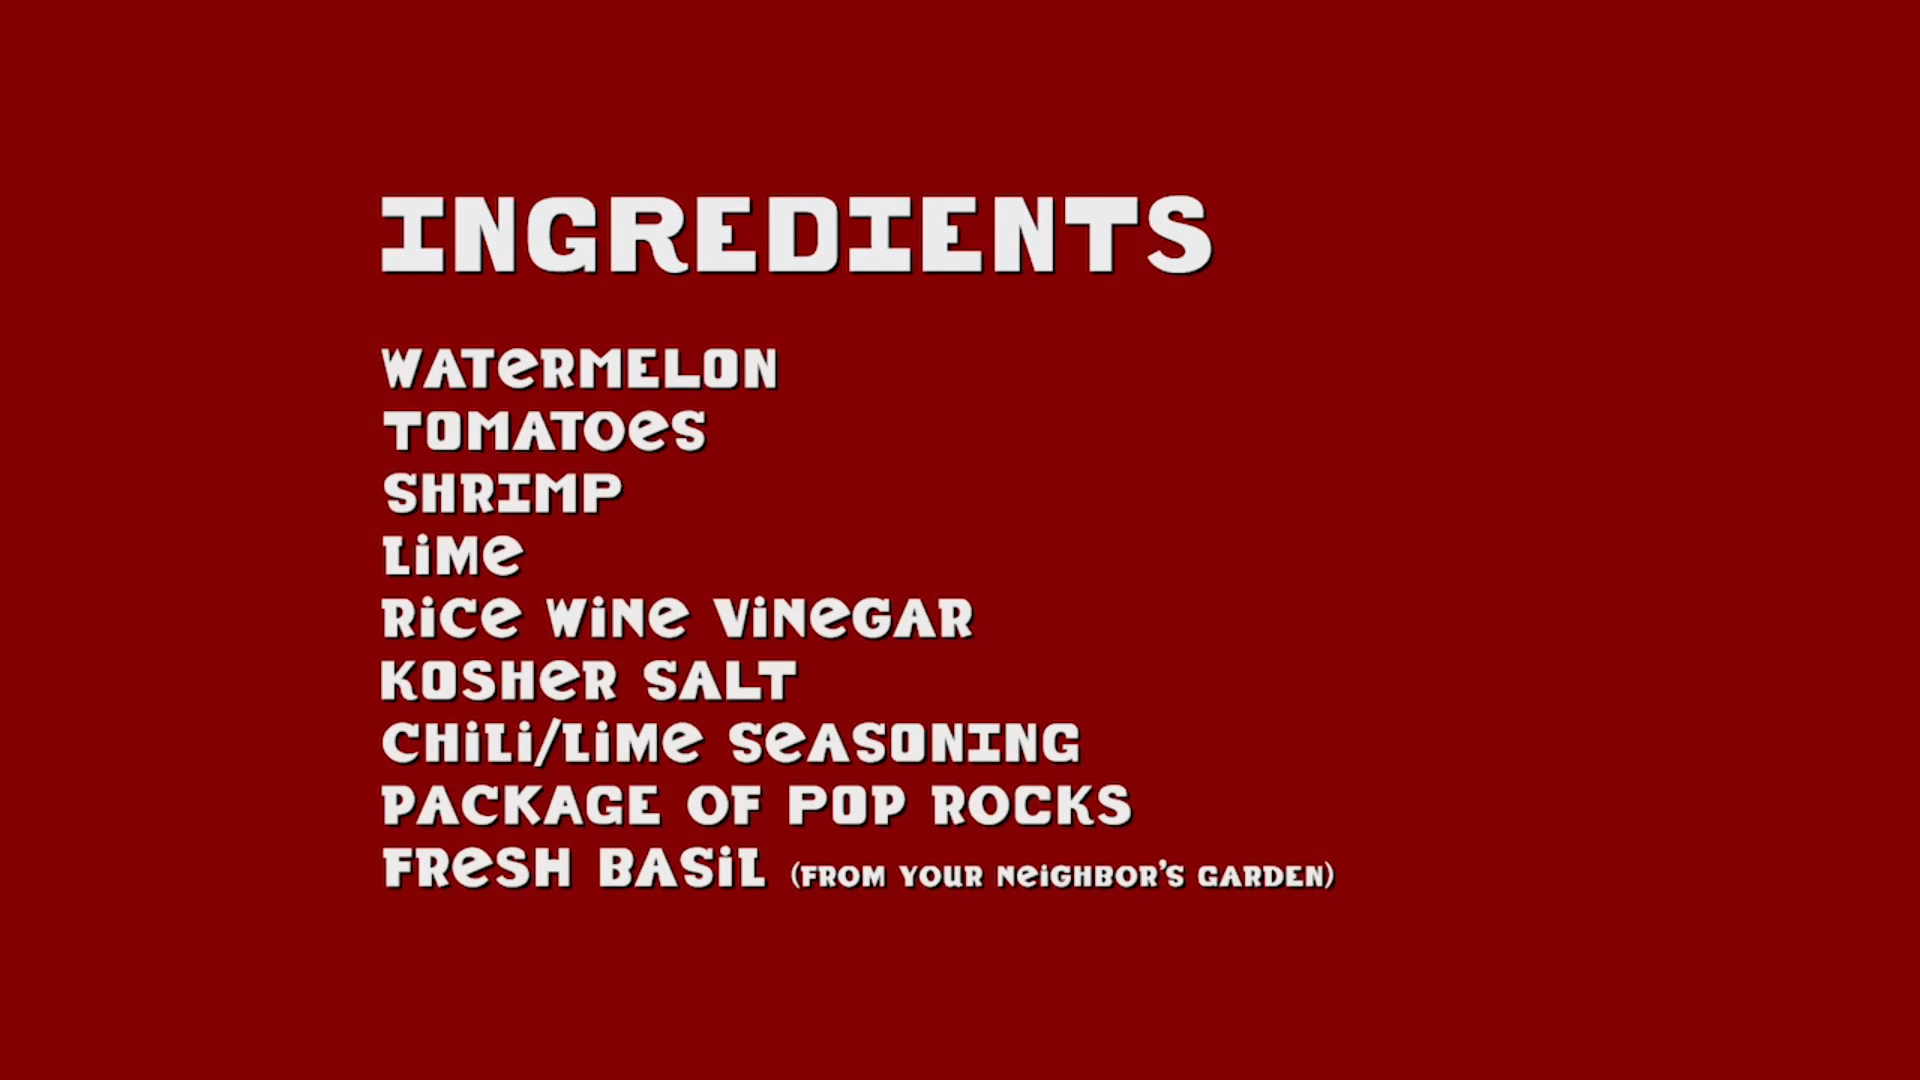 INGREDIENTS
WATeRMELON
TOMATOeS
SHRIMP
LiMe
RiCe WiNe ViNeGAR
KOSHeR SALT
CHiLi/LiMe SeASONING
PACKAGE OF POP ROCKS
FReSH BASiL (FROM YOUR NeiGHBOR'S GARDEN)